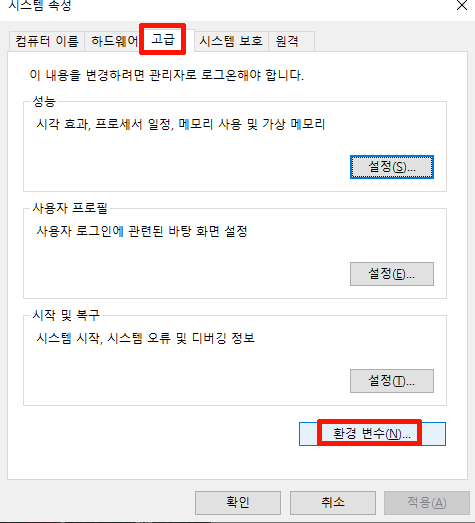 시스템 속성
컴퓨터 이름 하드웨어 고급 시스템 보호 원격
이 내용을 변경하려면 관리자로 로그온해야 합니다.
성능
시각 효과, 프로세서 일정, 메모리 사용 및 가상 메모리
설정(S)...
사용자 프로필
사용자 로그인에 관련된 바탕 화면 설정
설정(E)...
시작 및 복구
시스템 시작, 시스템 오류 및 디버깅 정보
설정(T)...
환경 변수(N)...
확인 취소 적용(A)